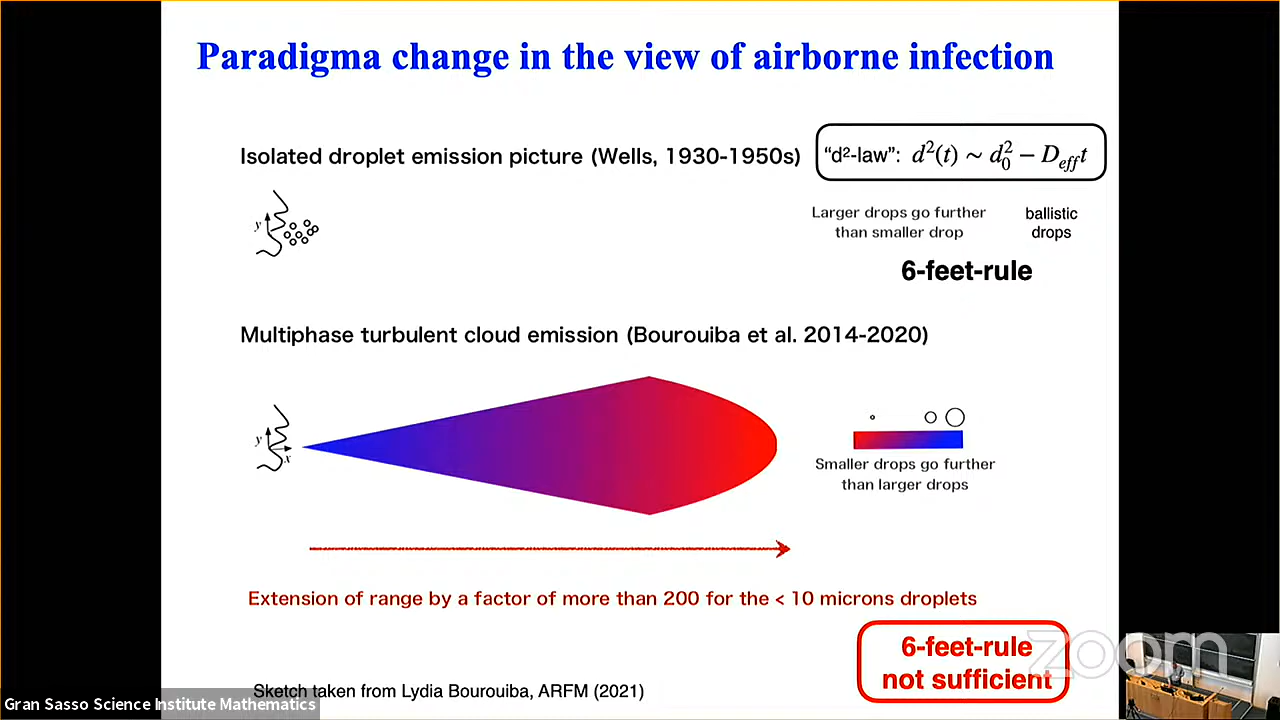 Paradigma change in the view of airborne infection
Isolated droplet emission picture (Wells, 1930-1950s)
“d²-law”: d²(t) ∼ d₀² − D_eff t
Larger drops go further
than smaller drop
ballistic
drops
6-feet-rule
y
Multiphase turbulent cloud emission (Bourouiba et al. 2014-2020)
y
x
Smaller drops go further
than larger drops
Extension of range by a factor of more than 200 for the < 10 microns droplets
6-feet-rule
not sufficient
zoom
Sketch taken from Lydia Bourouiba, ARFM (2021)
Gran Sasso Science Institute Mathematics